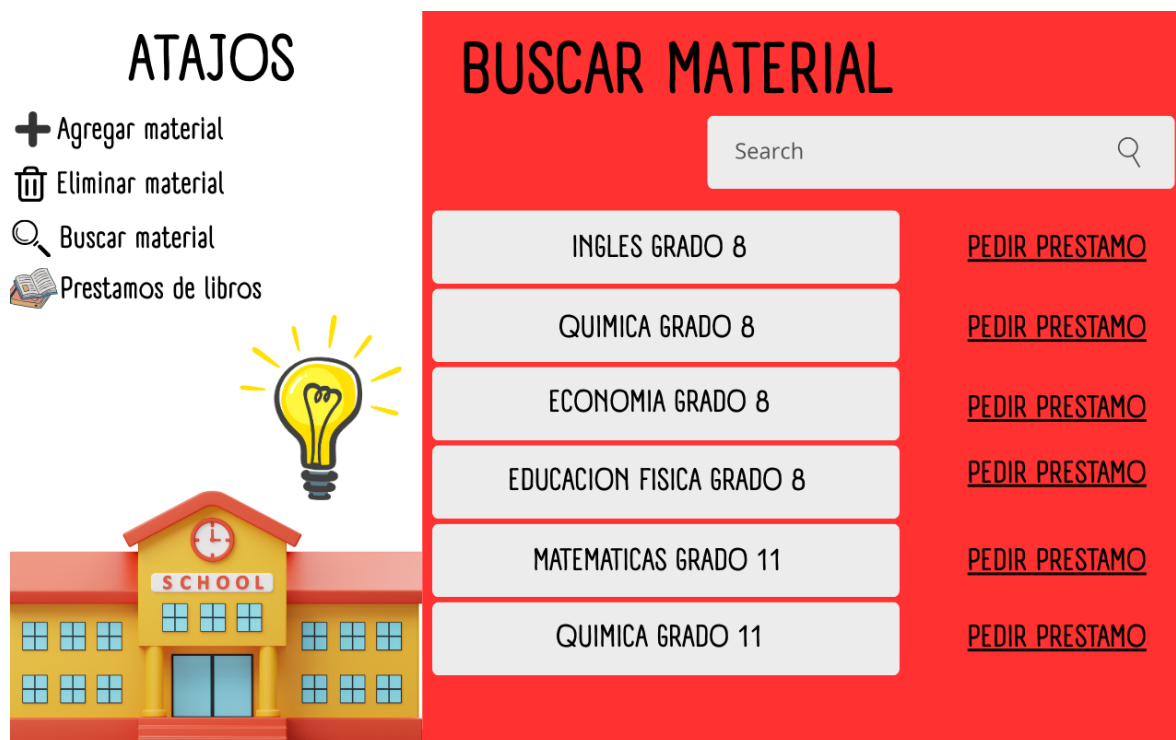 ATAJOS
Agregar material
Eliminar material
Buscar material
Prestamos de libros
SCHOOL
BUSCAR MATERIAL
Search
INGLES GRADO 8
PEDIR PRESTAMO
QUIMICA GRADO 8
PEDIR PRESTAMO
ECONOMIA GRADO 8
PEDIR PRESTAMO
EDUCACION FISICA GRADO 8
PEDIR PRESTAMO
MATEMATICAS GRADO 11
PEDIR PRESTAMO
QUIMICA GRADO 11
PEDIR PRESTAMO